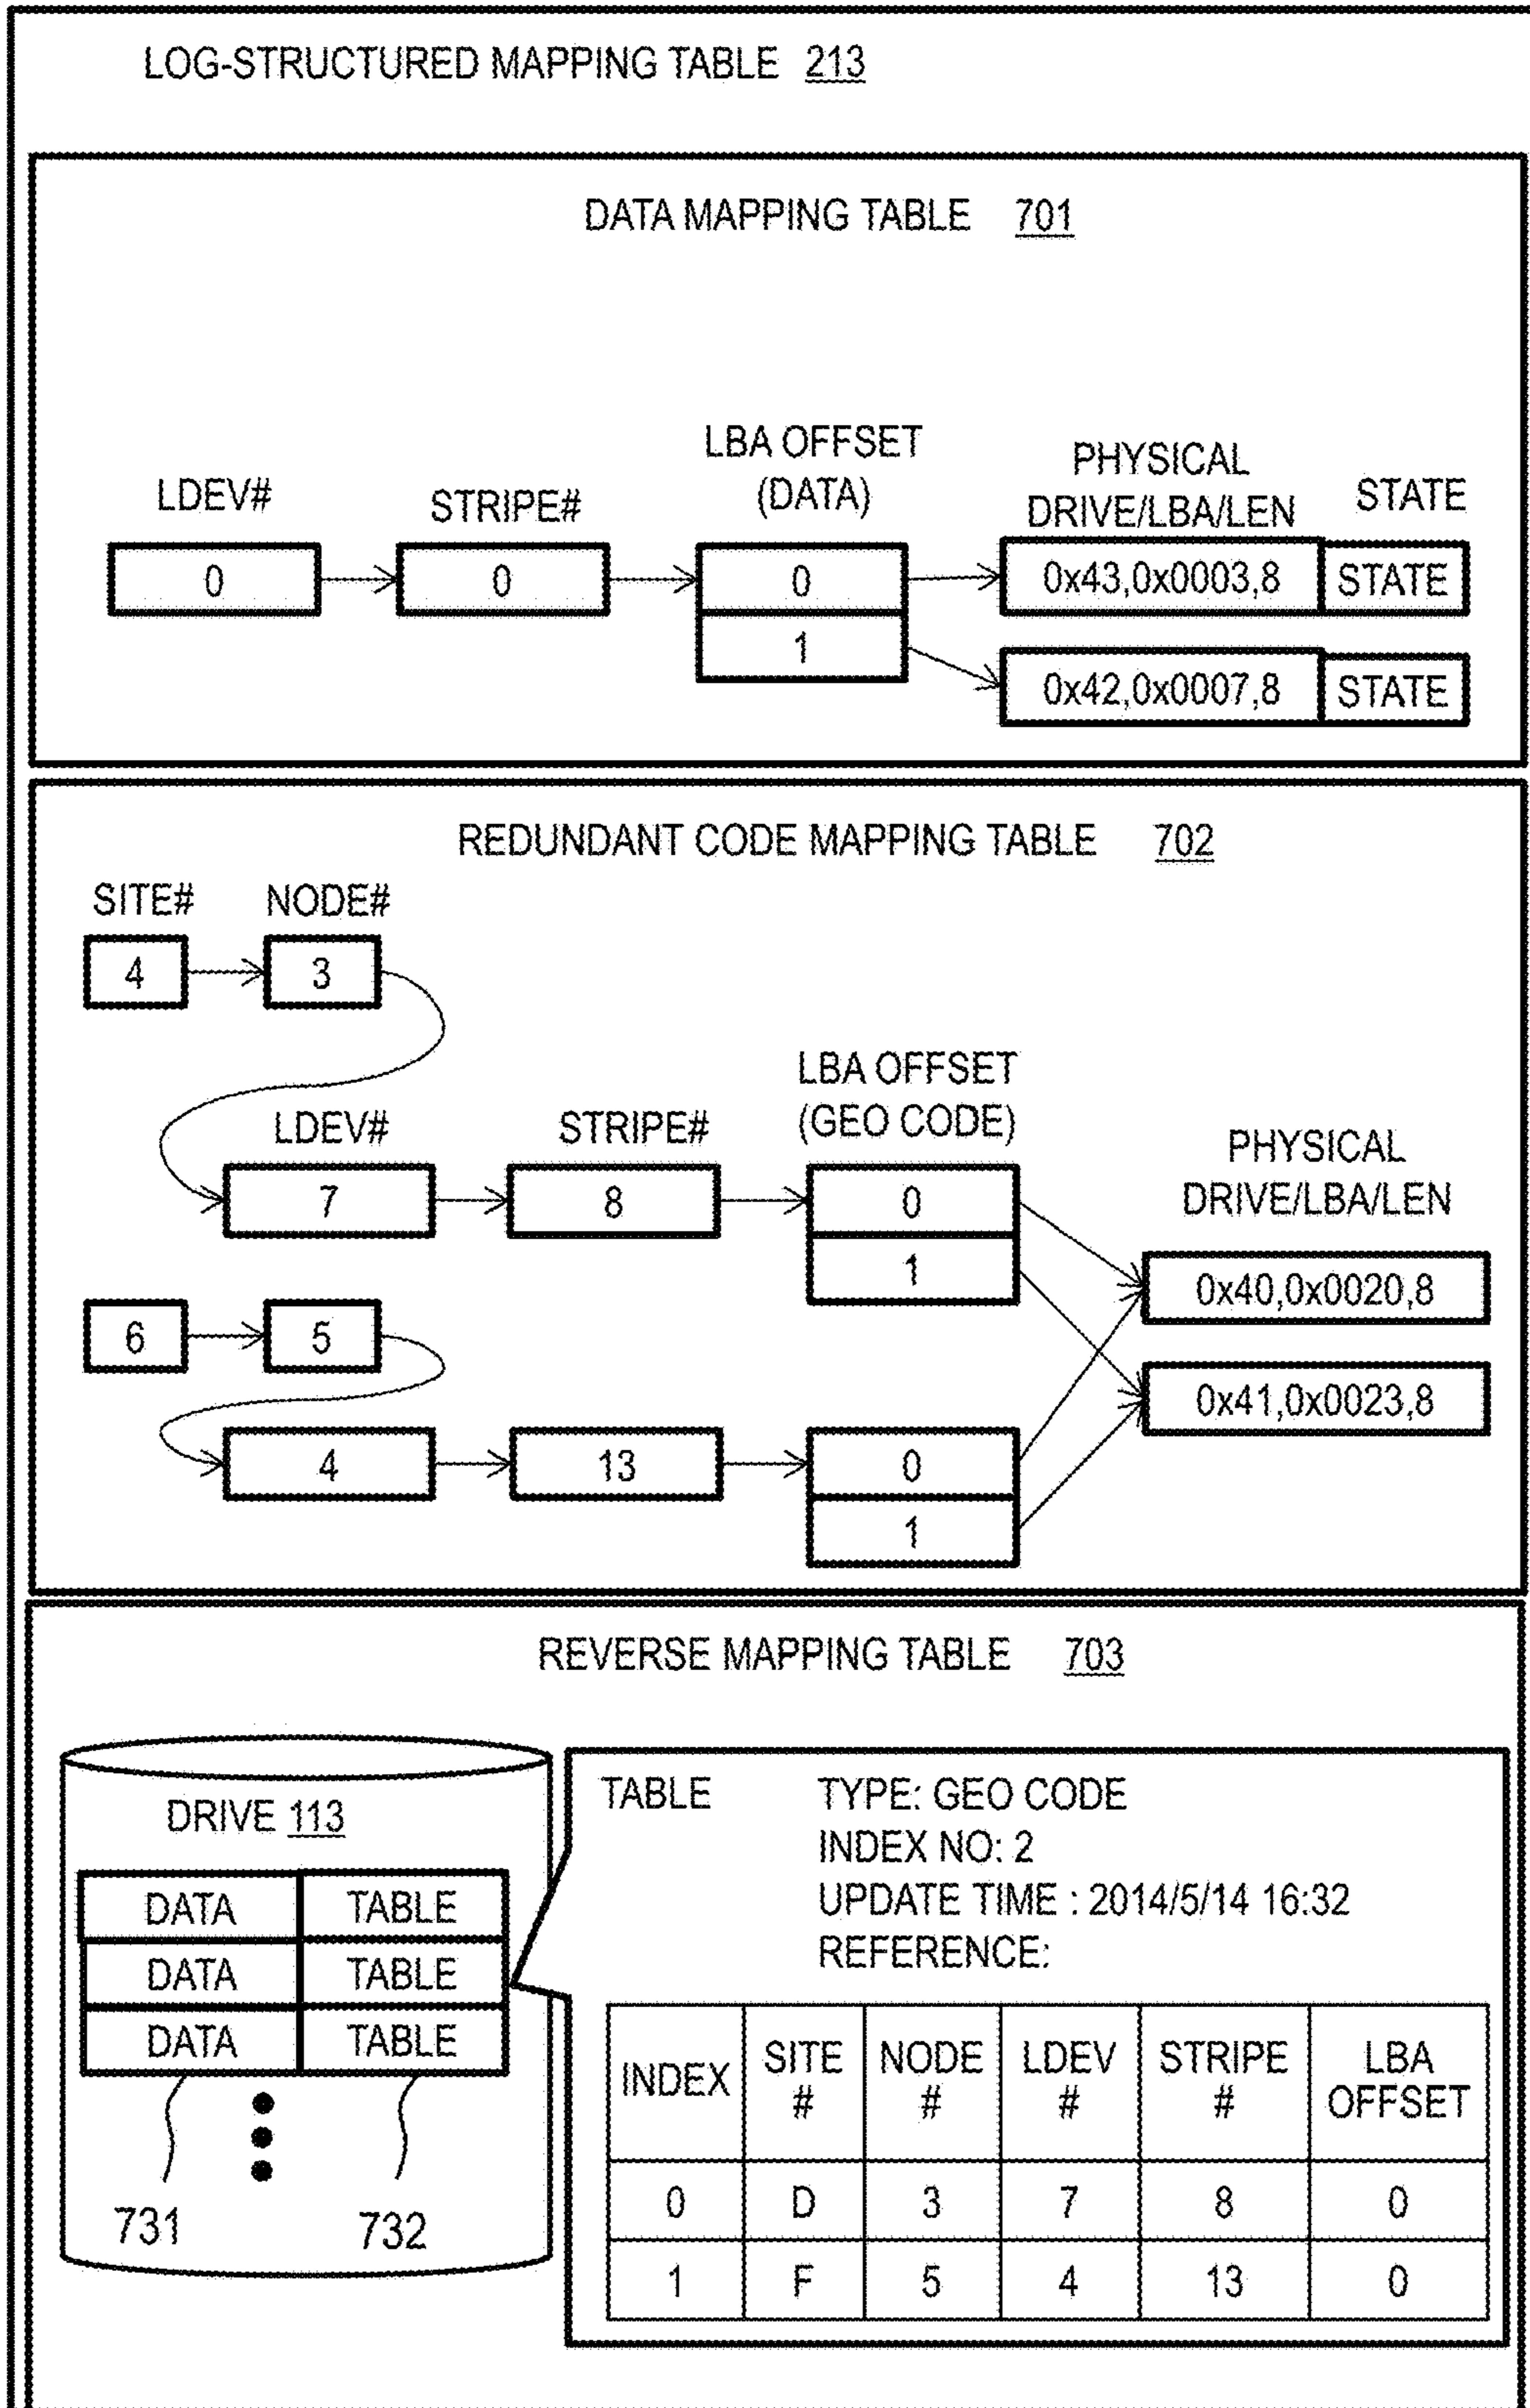 LOG-STRUCTURED MAPPING TABLE 213
DATA MAPPING TABLE 701
LDEV#
STRIPE#
LBA OFFSET
(DATA)
PHYSICAL
DRIVE/LBA/LEN
STATE
0
0
0
0x43,0x0003,8
STATE
1
0x42,0x0007,8
STATE
REDUNDANT CODE MAPPING TABLE 702
SITE#
NODE#
4
3
LDEV#
STRIPE#
LBA OFFSET
(GEO CODE)
PHYSICAL
DRIVE/LBA/LEN
7
8
0
1
0x40,0x0020,8
6
5
0x41,0x0023,8
4
13
0
1
REVERSE MAPPING TABLE 703
DRIVE 113
DATA TABLE
DATA TABLE
DATA TABLE
731
732
TABLE
TYPE: GEO CODE
INDEX NO: 2
UPDATE TIME : 2014/5/14 16:32
REFERENCE:
INDEX SITE # NODE # LDEV # STRIPE # LBA OFFSET
0 D 3 7 8 0
1 F 5 4 13 0